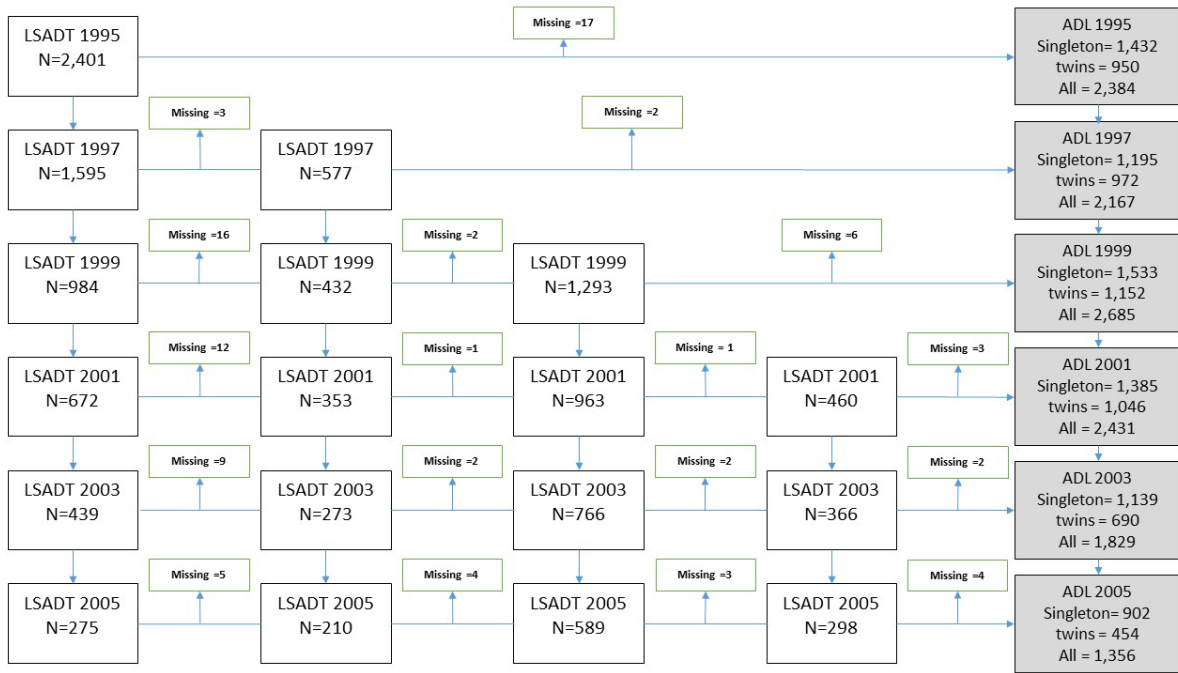 Missing =17
LSADT 1995
N=2,401
ADL 1995
Singleton= 1,432
twins = 950
All = 2,384
Missing =3
Missing =2
LSADT 1997
N=1,595
LSADT 1997
N=577
ADL 1997
Singleton= 1,195
twins = 972
All = 2,167
Missing =16
Missing =2
Missing =6
LSADT 1999
N=984
LSADT 1999
N=432
LSADT 1999
N=1,293
ADL 1999
Singleton= 1,533
twins = 1,152
All = 2,685
Missing =12
Missing =1
Missing = 1
Missing =3
LSADT 2001
N=672
LSADT 2001
N=353
LSADT 2001
N=963
LSADT 2001
N=460
ADL 2001
Singleton= 1,385
twins = 1,046
All = 2,431
Missing =9
Missing =2
Missing =2
Missing =2
LSADT 2003
N=439
LSADT 2003
N=273
LSADT 2003
N=766
LSADT 2003
N=366
ADL 2003
Singleton= 1,139
twins = 690
All = 1,829
Missing =5
Missing =4
Missing =3
Missing =4
LSADT 2005
N=275
LSADT 2005
N=210
LSADT 2005
N=589
LSADT 2005
N=298
ADL 2005
Singleton= 902
twins = 454
All = 1,356